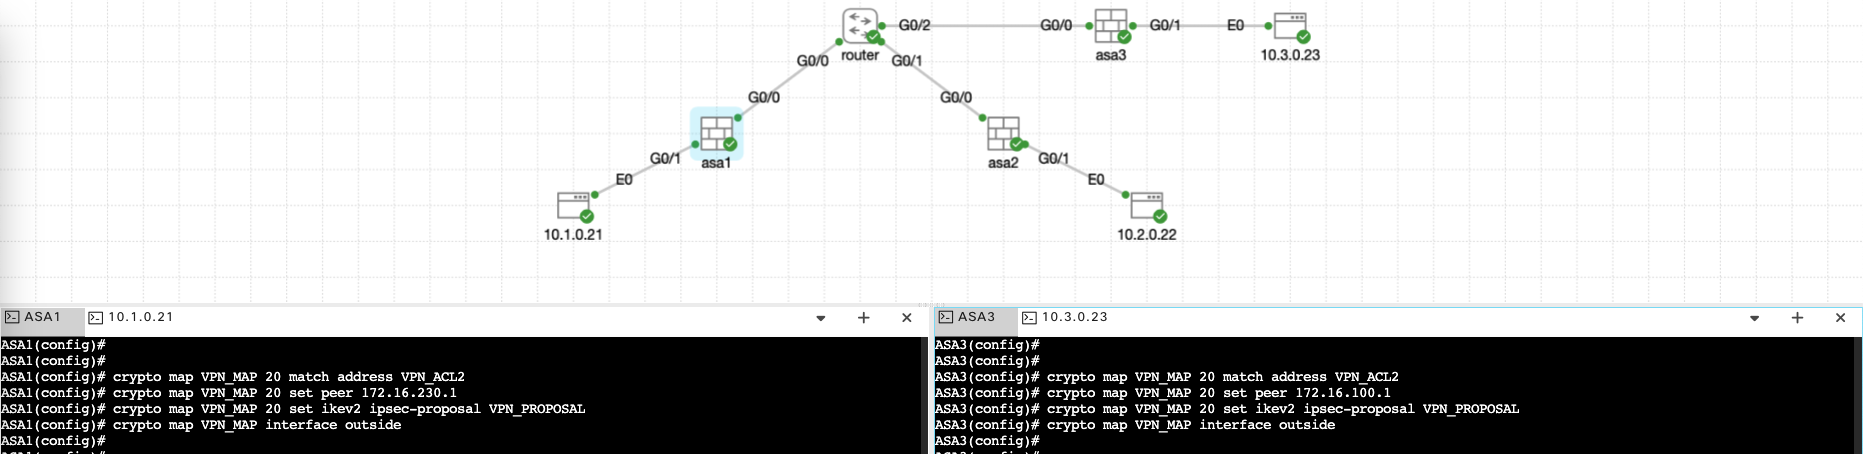 G0/2
G0/0
G0/1
E0
router
asa3
10.3.0.23
G0/0
G0/1
G0/0
G0/0
G0/1
asa1
asa2
G0/1
E0
E0
10.1.0.21
10.2.0.22
ASA1
10.1.0.21
ASA1(config)#
ASA1(config)#
ASA1(config)# crypto map VPN_MAP 20 match address VPN_ACL2
ASA1(config)# crypto map VPN_MAP 20 set peer 172.16.230.1
ASA1(config)# crypto map VPN_MAP 20 set ikev2 ipsec-proposal VPN_PROPOSAL
ASA1(config)# crypto map VPN_MAP interface outside
ASA1(config)#
ASA3
10.3.0.23
ASA3(config)#
ASA3(config)#
ASA3(config)# crypto map VPN_MAP 20 match address VPN_ACL2
ASA3(config)# crypto map VPN_MAP 20 set peer 172.16.100.1
ASA3(config)# crypto map VPN_MAP 20 set ikev2 ipsec-proposal VPN_PROPOSAL
ASA3(config)# crypto map VPN_MAP interface outside
ASA3(config)#